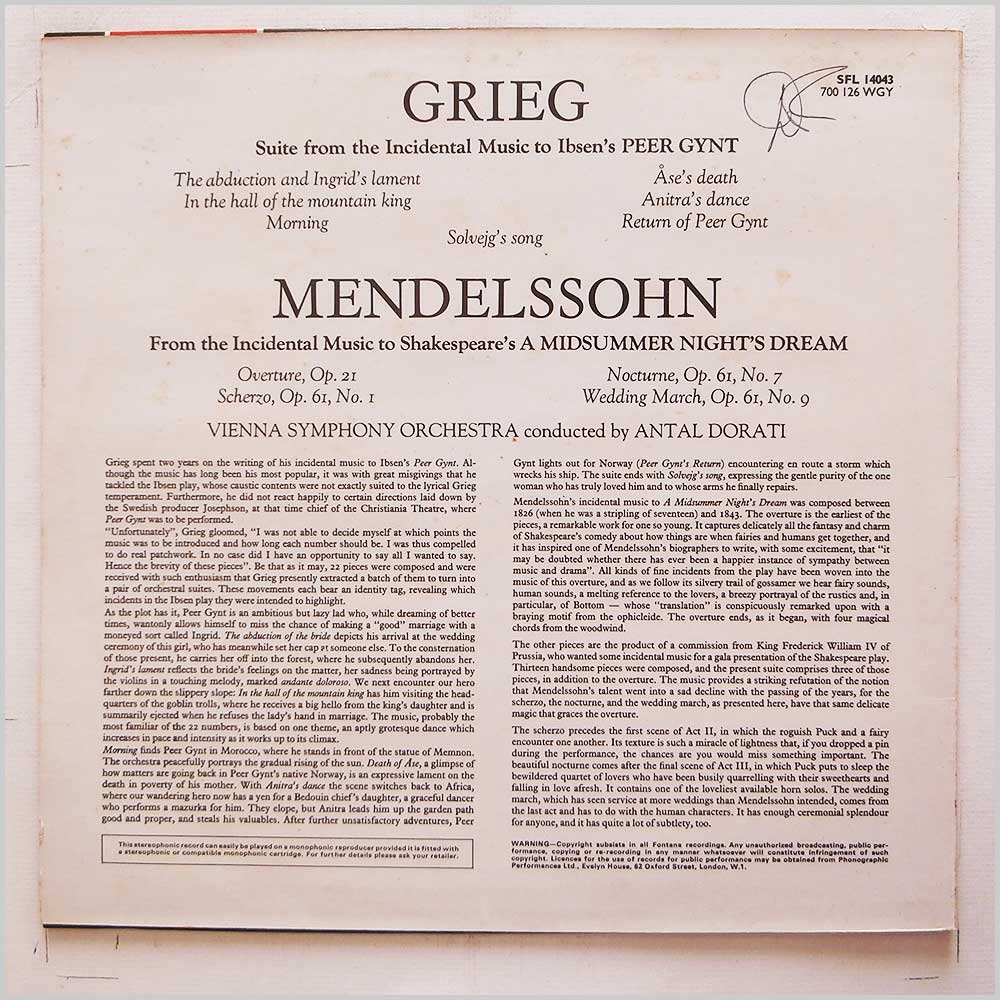 SFL 14043
700 126 WGY
GRIEG
Suite from the Incidental Music to Ibsen's PEER GYNT
The abduction and Ingrid's lament
In the hall of the mountain king
Morning
Åse's death
Anitra's dance
Return of Peer Gynt
Solvejg's song
MENDELSSOHN
From the Incidental Music to Shakespeare's A MIDSUMMER NIGHT'S DREAM
Overture, Op. 21
Scherzo, Op. 61, No. 1
Nocturne, Op. 61, No. 7
Wedding March, Op. 61, No. 9
VIENNA SYMPHONY ORCHESTRA conducted by ANTAL DORATI
Grieg spent two years on the writing of his incidental music to Ibsen's Peer Gynt. Al-
though the music has long been his most popular, it was with great misgivings that he
tackled the Ibsen play, whose caustic contents were not exactly suited to the lyrical Grieg
temperament. Furthermore, he did not react happily to certain directions laid down by
the Swedish producer Josephson, at that time chief of the Christiania Theatre, where
Peer Gynt was to be performed.
"Unfortunately", Grieg gloomed, "I was not able to decide myself at which points the
music was to be introduced and how long each number should be. I was thus compelled
to do real patchwork. In no case did I have an opportunity to say all I wanted to say.
Hence the brevity of these pieces". Be that as it may, 22 pieces were composed and were
received with such enthusiasm that Grieg presently extracted a batch of them to turn into
a pair of orchestral suites. These movements each bear an identity tag, revealing which
incidents in the Ibsen play they were intended to highlight.
As the plot has it, Peer Gynt is an ambitious but lazy lad who, while dreaming of better
times, wantonly allows himself to miss the chance of making a "good" marriage with a
moneyed sort called Ingrid. The abduction of the bride depicts his arrival at the wedding
ceremony of this girl, who has meanwhile set her cap at someone else. To the consternation
of those present, he carries her off into the forest, where he subsequently abandons her.
Ingrid's lament reflects the bride's feelings on the matter, her sadness being portrayed by
the violins in a touching melody, marked andante doloroso. We next encounter our hero
farther down the slippery slope: In the hall of the mountain king has him visiting the head-
quarters of the goblin trolls, where he receives a big hello from the king's daughter and is
summarily ejected when he refuses the lady's hand in marriage. The music, probably the
most familiar of the 22 numbers, is based on one theme, an aptly grotesque dance which
increases in pace and intensity as it works up to its climax.
Morning finds Peer Gynt in Morocco, where he stands in front of the statue of Memnon.
The orchestra peacefully portrays the gradual rising of the sun. Death of Åse, a glimpse of
how matters are going back in Peer Gynt's native Norway, is an expressive lament on the
death in poverty of his mother. With Anitra's dance the scene switches back to Africa,
where our wandering hero now has a yen for a Bedouin chief's daughter, a graceful dancer
who performs a mazurka for him. They elope, but Anitra leads him up the garden path
good and proper, and steals his valuables. After further unsatisfactory adventures, Peer
Gynt lights out for Norway (Peer Gynt's Return) encountering en route a storm which
wrecks his ship. The suite ends with Solvejg's song, expressing the gentle purity of the one
woman who has truly loved him and to whose arms he finally repairs.
Mendelssohn's incidental music to A Midsummer Night's Dream was composed between
1826 (when he was a stripling of seventeen) and 1843. The overture is the earliest of the
pieces, a remarkable work for one so young. It captures delicately all the fantasy and charm
of Shakespeare's comedy about how things are when fairies and humans get together, and
it has inspired one of Mendelssohn's biographers to write, with some excitement, that "it
may be doubted whether there has ever been a happier instance of sympathy between
music and drama". All kinds of fine incidents from the play have been woven into the
music of this overture, and as we follow its silvery trail of gossamer we hear fairy sounds,
human sounds, a melting reference to the lovers, a breezy portrayal of the rustics and, in
particular, of Bottom — whose "translation" is conspicuously remarked upon with a
braying motif from the ophicleide. The overture ends, as it began, with four magical
chords from the woodwind.
The other pieces are the product of a commission from King Frederick William IV of
Prussia, who wanted some incidental music for a gala presentation of the Shakespeare play.
Thirteen handsome pieces were composed, and the present suite comprises three of those
pieces, in addition to the overture. The music provides a striking refutation of the notion
that Mendelssohn's talent went into a sad decline with the passing of the years, for the
scherzo, the nocturne, and the wedding march, as presented here, have that same delicate
magic that graces the overture.
The scherzo precedes the first scene of Act II, in which the roguish Puck and a fairy
encounter one another. Its texture is such a miracle of lightness that, if you dropped a pin
during the performance, the chances are you would miss something important. The
beautiful nocturne comes after the final scene of Act III, in which Puck puts to sleep the
bewildered quartet of lovers who have been busily quarrelling with their sweethearts and
falling in love afresh. It contains one of the loveliest available horn solos. The wedding
march, which has seen service at more weddings than Mendelssohn intended, comes from
the last act and has to do with the human characters. It has enough ceremonial splendour
for anyone, and it has quite a lot of subtlety, too.
This stereophonic record can easily be played on a monophonic reproducer provided it is fitted with
a stereophonic or compatible monophonic cartridge. For further details please ask your retailer.
WARNING—Copyright subsists in all Fontana recordings. Any unauthorized broadcasting, public per-
formance, copying or re-recording in any manner whatsoever will constitute infringement of such
copyright. Licences for the use of records for public performance may be obtained from Phonographic
Performances Ltd., Evelyn House, 62 Oxford Street, London, W.1.